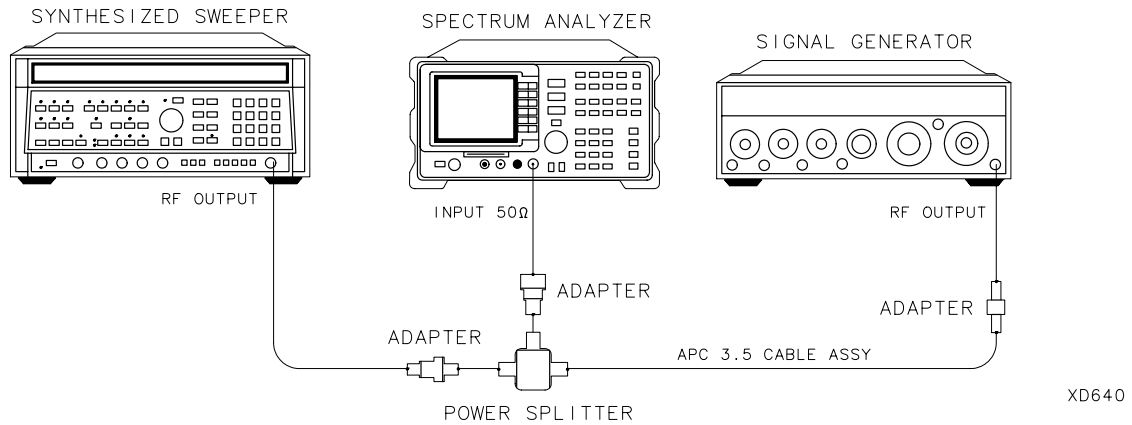 SYNTHESIZED SWEEPER
SPECTRUM ANALYZER
SIGNAL GENERATOR
RF OUTPUT
INPUT 50Ω
RF OUTPUT
ADAPTER
ADAPTER
ADAPTER
APC 3.5 CABLE ASSY
POWER SPLITTER
XD640